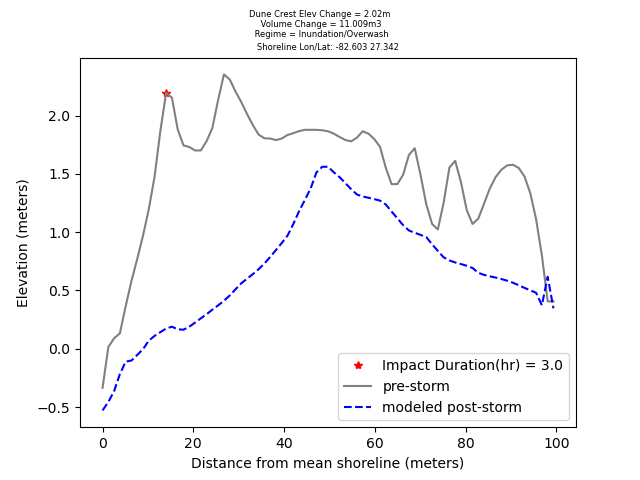 Dune Crest Elev Change = 2.02m
Volume Change = 11.009m3
Regime = Inundation/Overwash
Shoreline Lon/Lat: -82.603 27.342
Elevation (meters)
2.0
1.5
1.0
0.5
0.0
−0.5
Impact Duration(hr) = 3.0
pre-storm
modeled post-storm
0 20 40 60 80 100
Distance from mean shoreline (meters)